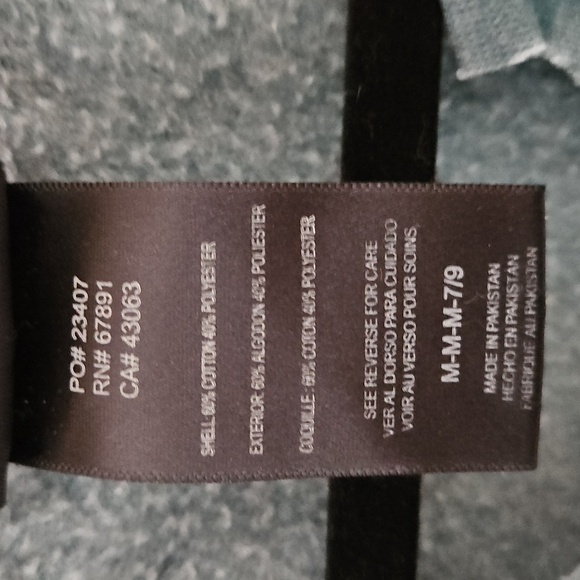 PO# 23407
RN# 67891
CA# 43063
SHELL 60% COTTON 40% POLYESTER
EXTERIOR: 60% ALGODON 40% POLIESTER
COQUILLE : 60% COTON 40% POLYESTER
SEE REVERSE FOR CARE
VER AL DORSO PARA CUIDADO
VOIR AU VERSO POUR SOINS
M-M-M-7/9
MADE IN PAKISTAN
HECHO EN PAKISTAN
FABRIQUE AU PAKISTAN